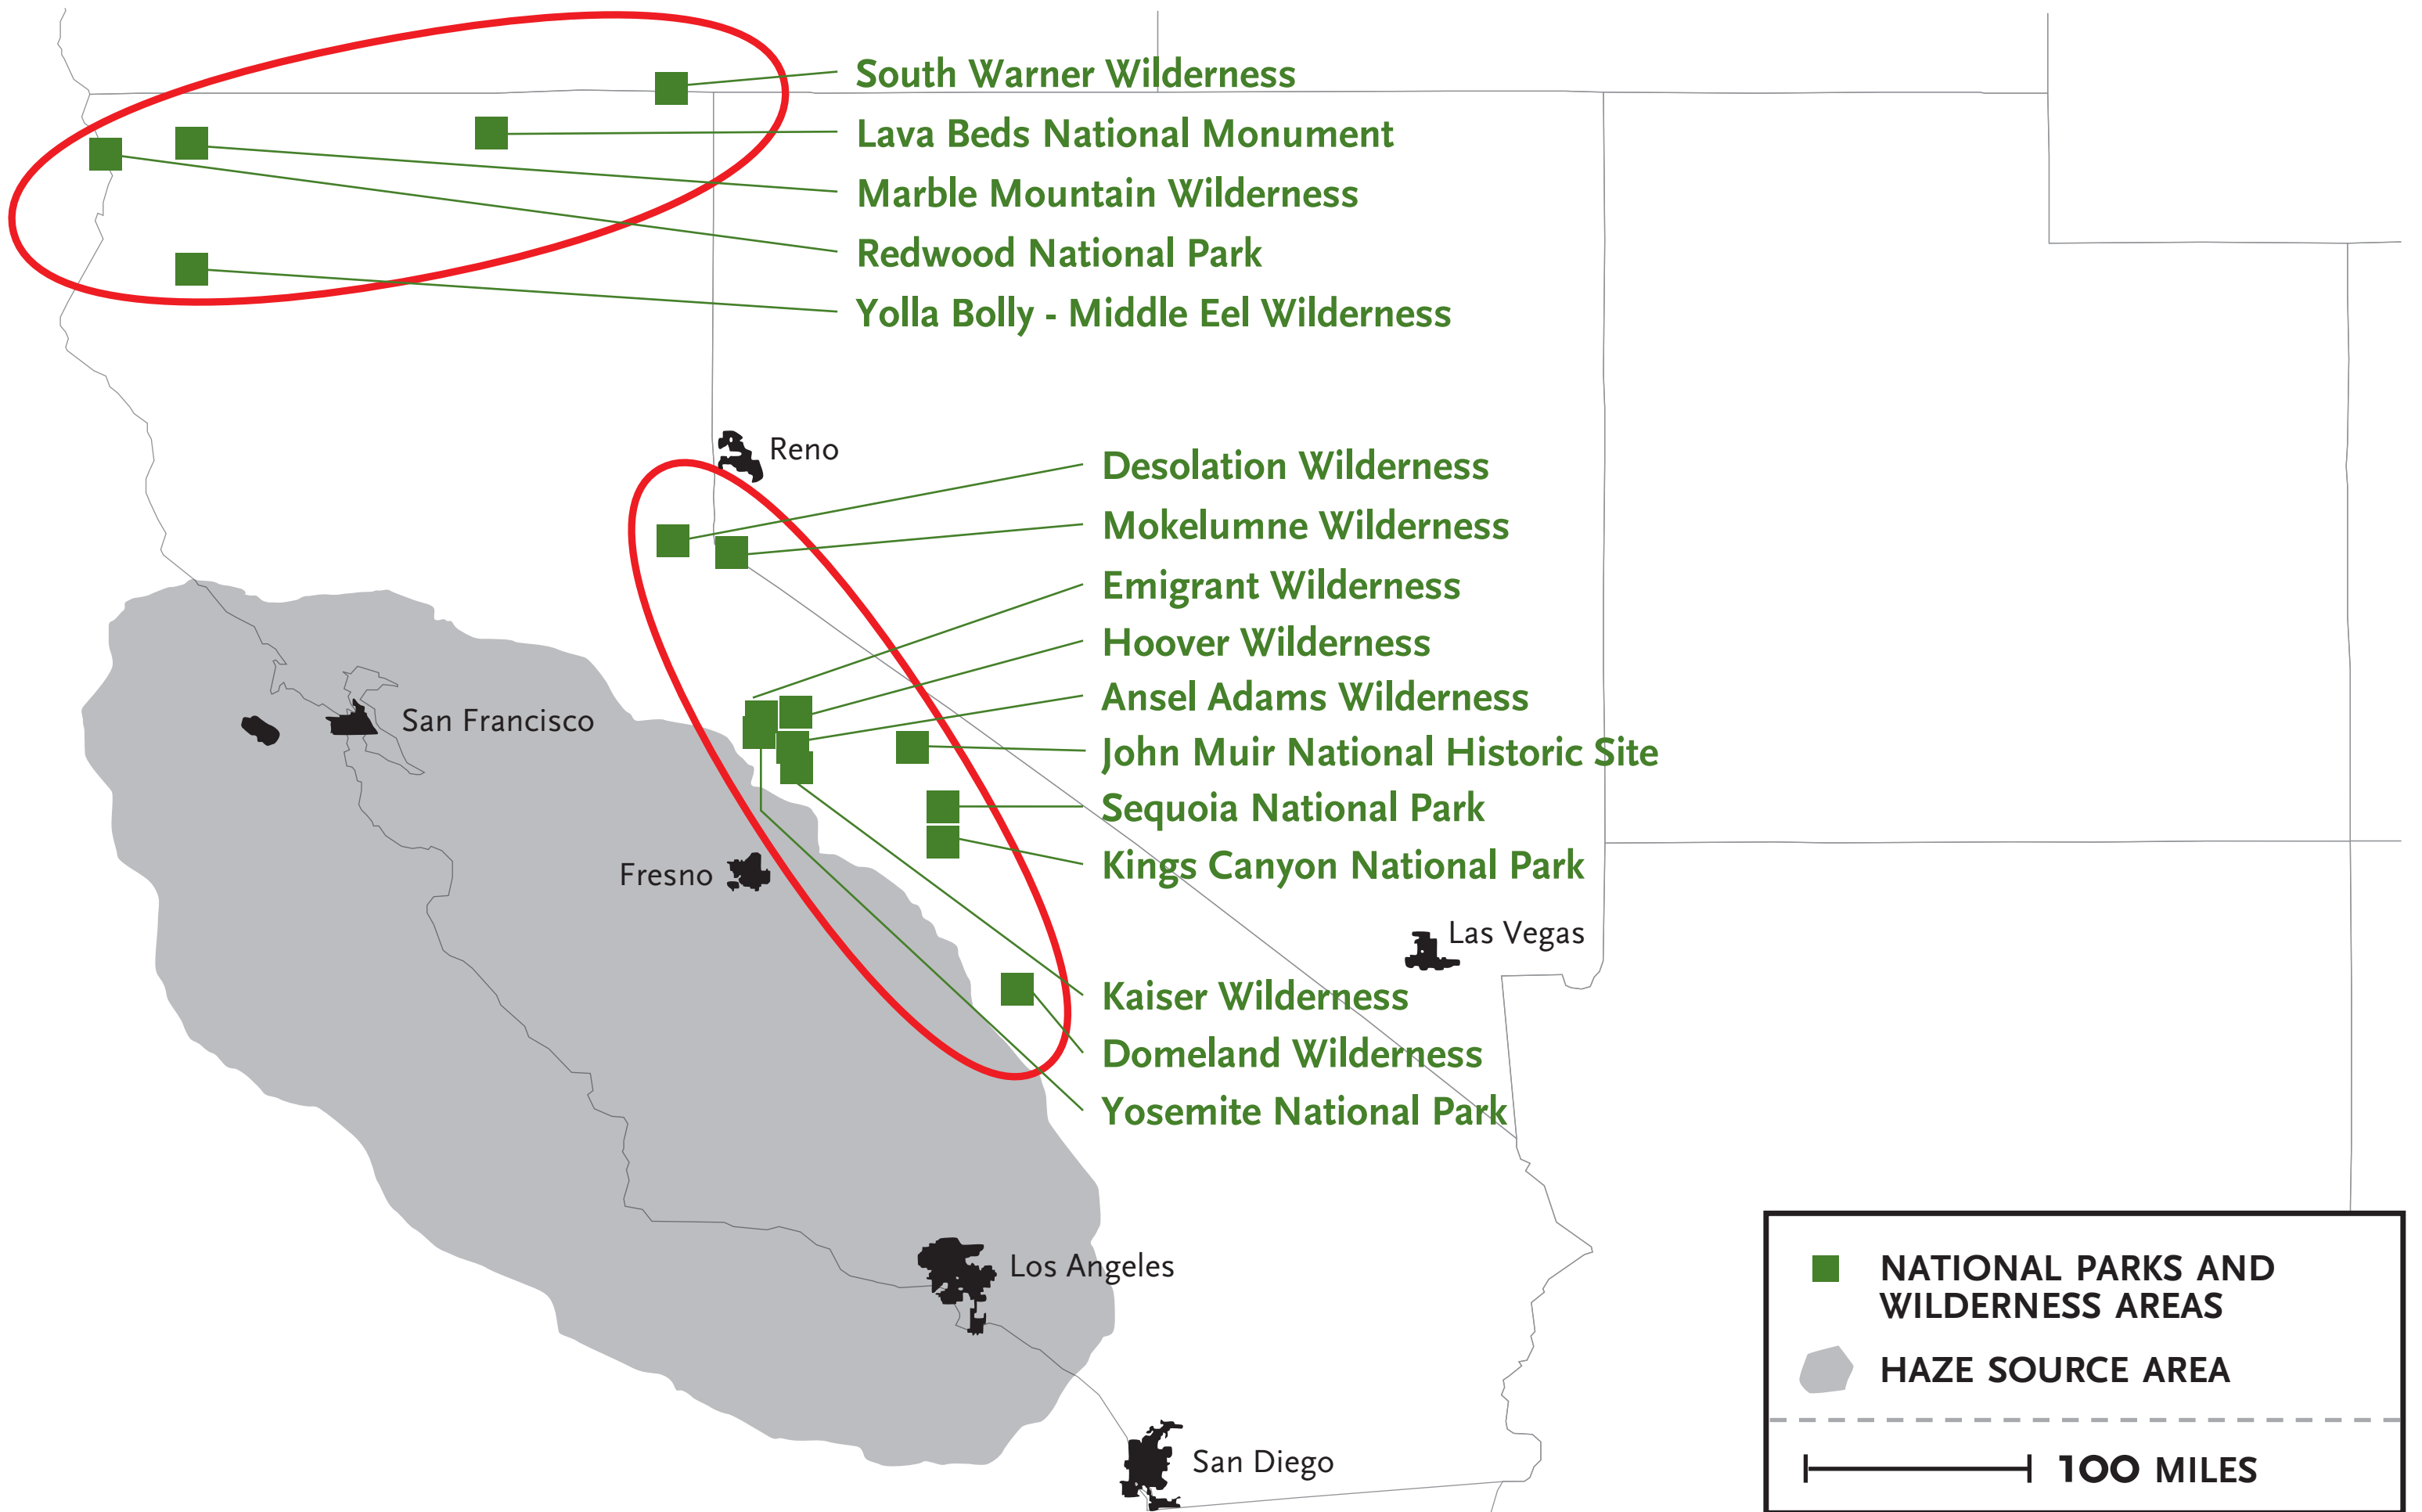 South Warner Wilderness
Lava Beds National Monument
Marble Mountain Wilderness
Redwood National Park
Yolla Bolly - Middle Eel Wilderness
Reno
Desolation Wilderness
Mokelumne Wilderness
Emigrant Wilderness
Hoover Wilderness
Ansel Adams Wilderness
San Francisco
John Muir National Historic Site
Sequoia National Park
Kings Canyon National Park
Fresno
Las Vegas
Kaiser Wilderness
Domeland Wilderness
Yosemite National Park
Los Angeles
San Diego
NATIONAL PARKS AND
WILDERNESS AREAS
HAZE SOURCE AREA
100 MILES